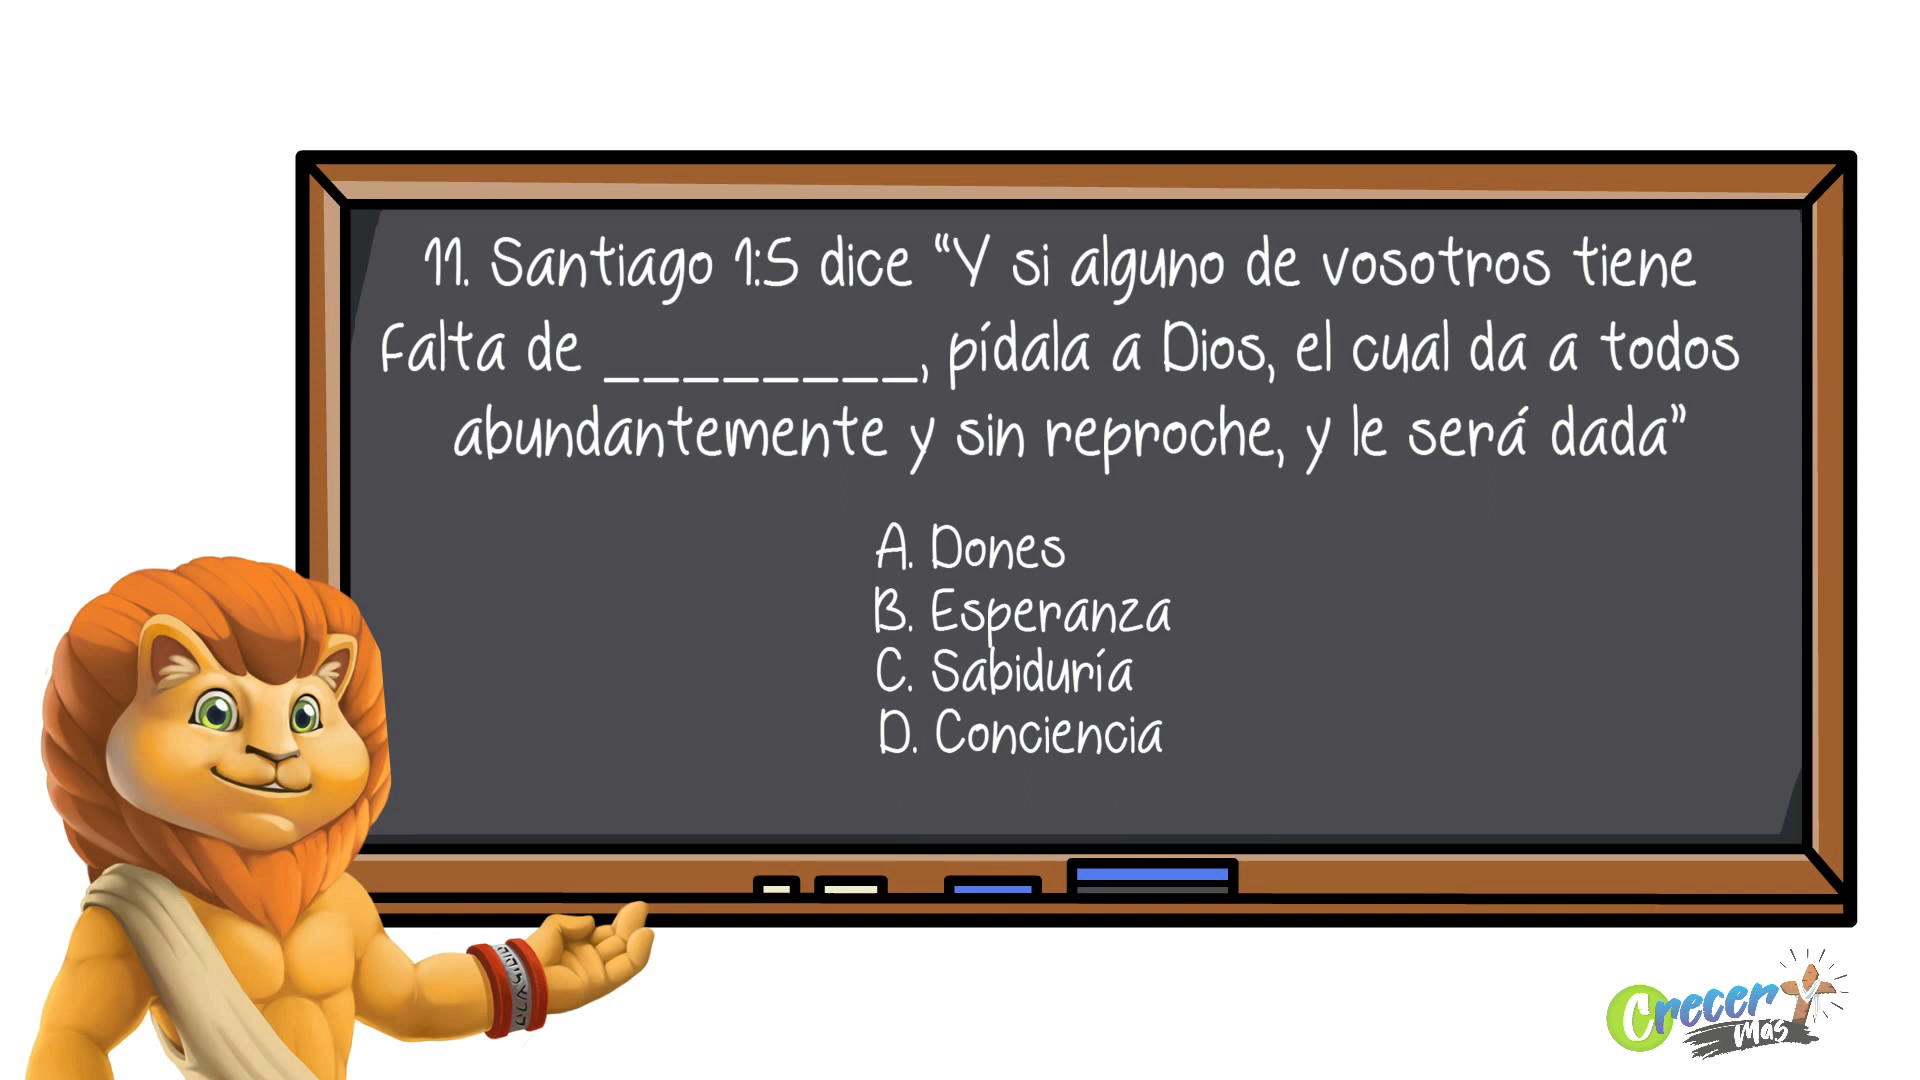 11. Santiago 1:5 dice “Y si alguno de vosotros tiene
falta de ________, pídala a Dios, el cual da a todos
abundantemente y sin reproche, y le será dada”
A. Dones
B. Esperanza
C. Sabiduría
D. Conciencia
Crecer
Más